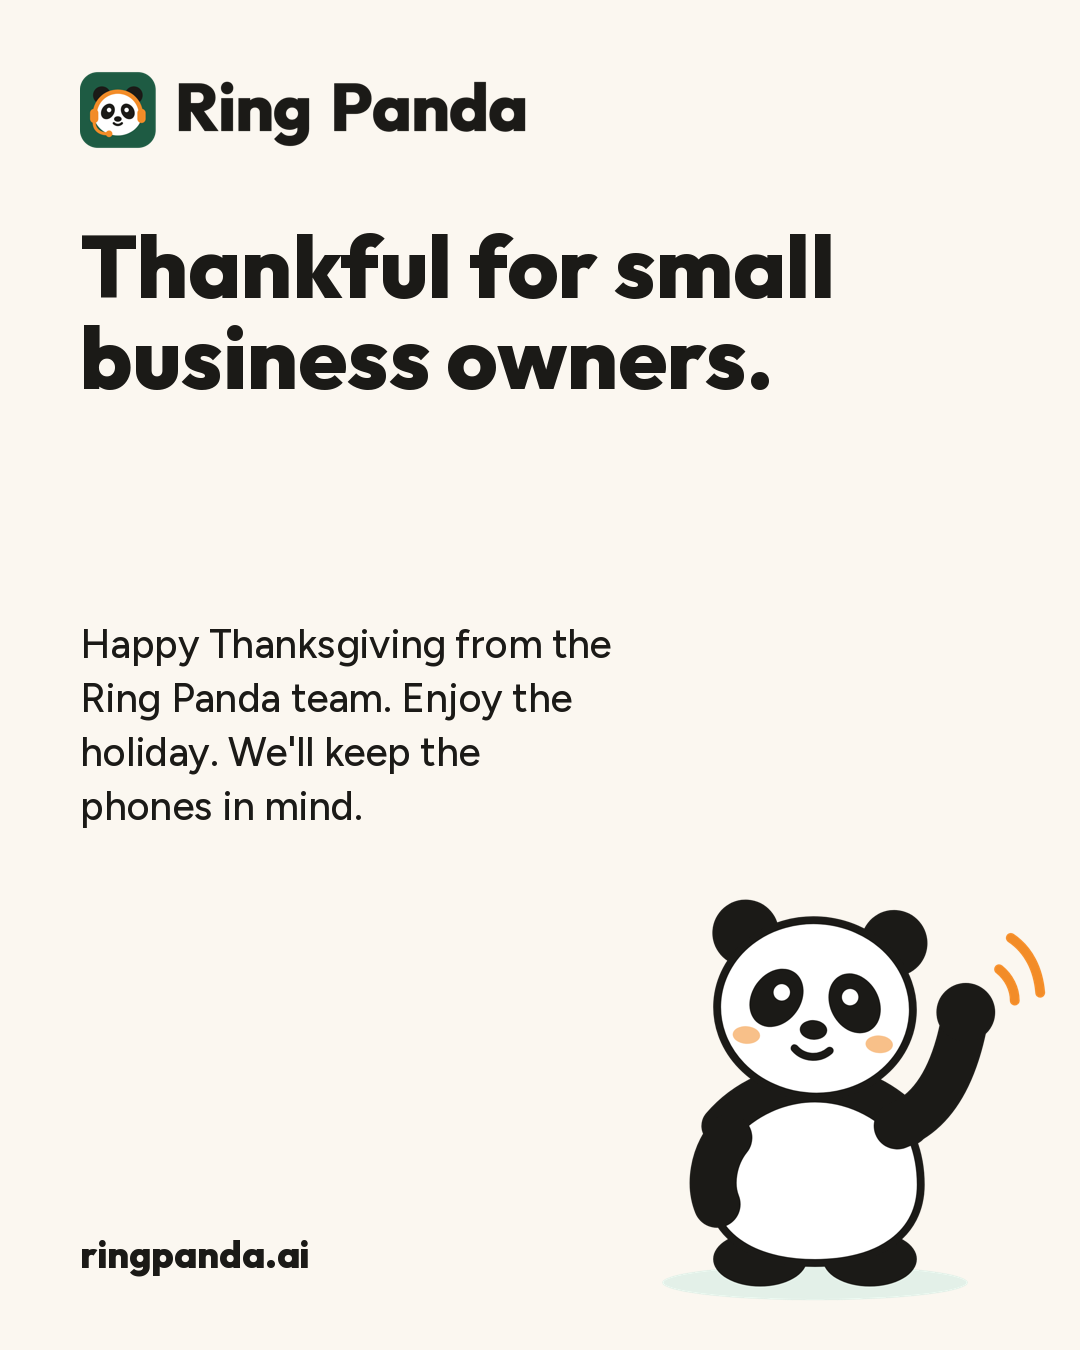 Ring Panda
Thankful for small
business owners.
Happy Thanksgiving from the
Ring Panda team. Enjoy the
holiday. We'll keep the
phones in mind.
ringpanda.ai